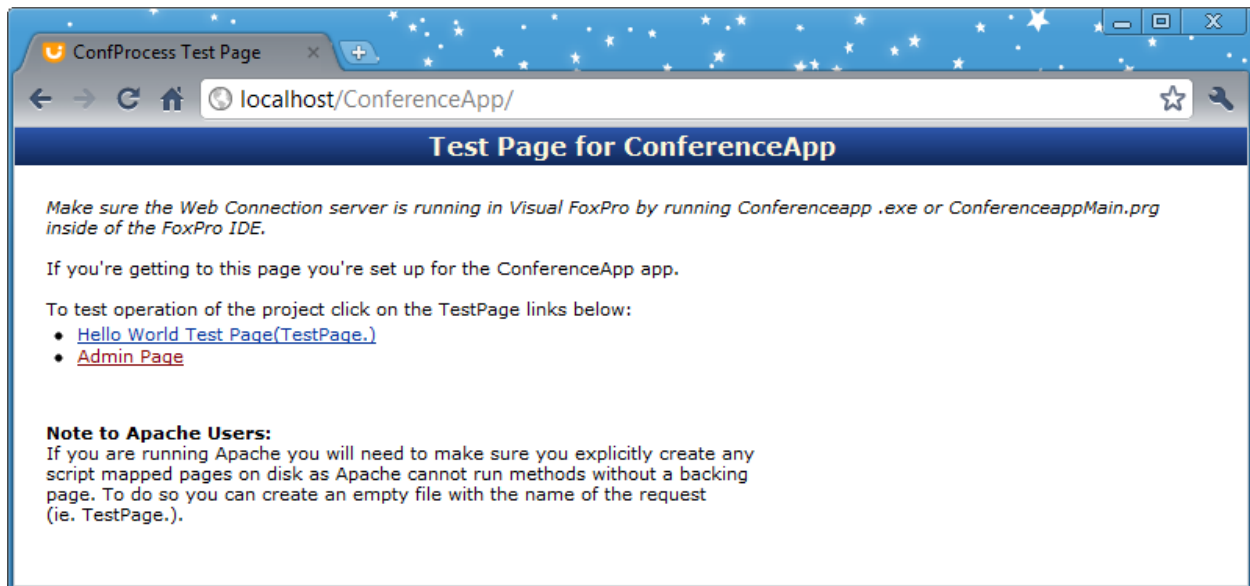 ConfProcess Test Page
localhost/ConferenceApp/
Test Page for ConferenceApp
Make sure the Web Connection server is running in Visual FoxPro by running Conferenceapp .exe or ConferenceappMain.prg
inside of the FoxPro IDE.
If you're getting to this page you're set up for the ConferenceApp app.
To test operation of the project click on the TestPage links below:
• Hello World Test Page(TestPage.)
• Admin Page
Note to Apache Users:
If you are running Apache you will need to make sure you explicitly create any
script mapped pages on disk as Apache cannot run methods without a backing
page. To do so you can create an empty file with the name of the request
(ie. TestPage.).